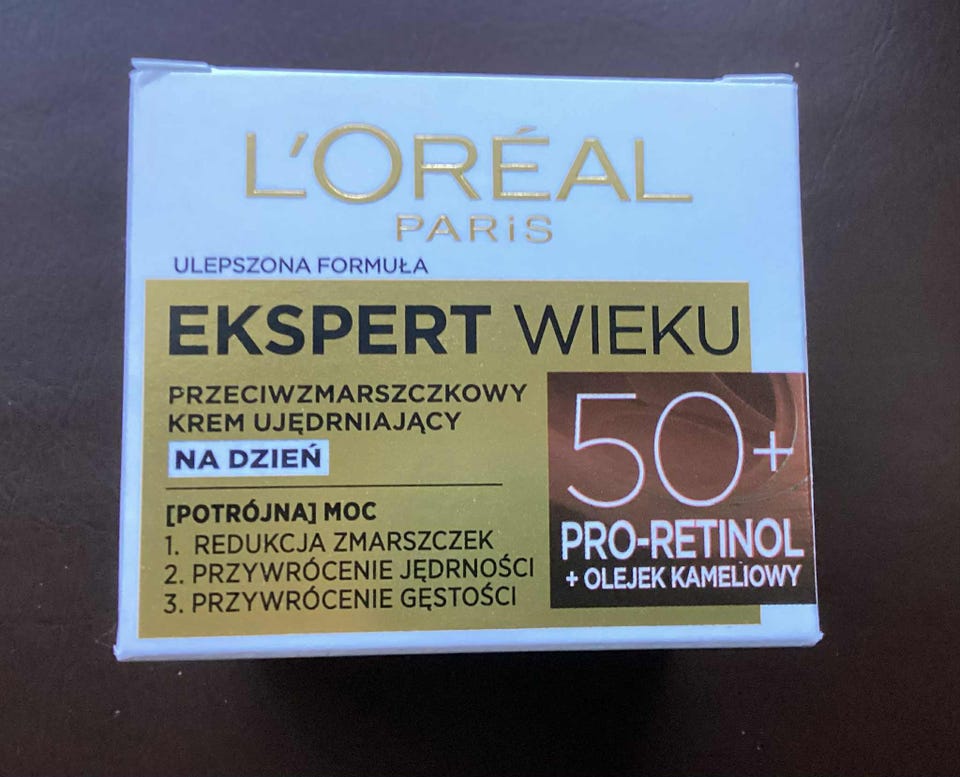 L'ORÉAL
PARiS
ULEPSZONA FORMUŁA
EKSPERT WIEKU
PRZECIWZMARSZCZKOWY
KREM UJĘDRNIAJĄCY
NA DZIEŃ
[POTRÓJNA] MOC
1. REDUKCJA ZMARSZCZEK
2. PRZYWRÓCENIE JĘDRNOŚCI
3. PRZYWRÓCENIE GĘSTOŚCI
50+
PRO-RETINOL
+ OLEJEK KAMELIOWY